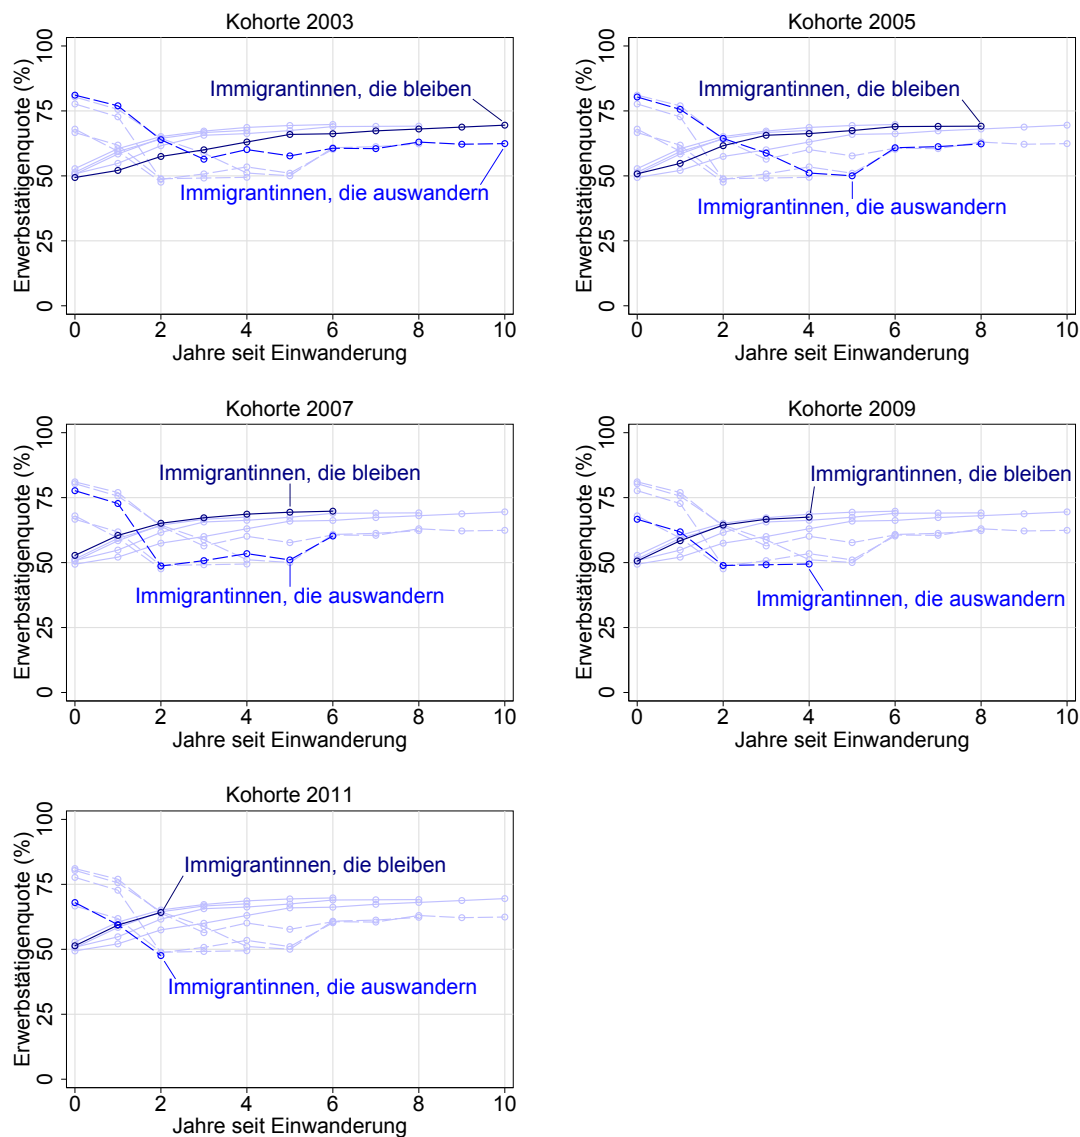 Kohorte 2003
Erwerbstätigenquote (%)
100
75
50
25
0
Immigrantinnen, die bleiben
Immigrantinnen, die auswandern
0 2 4 6 8 10
Jahre seit Einwanderung
Kohorte 2005
Erwerbstätigenquote (%)
100
75
50
25
0
Immigrantinnen, die bleiben
Immigrantinnen, die auswandern
0 2 4 6 8 10
Jahre seit Einwanderung
Kohorte 2007
Erwerbstätigenquote (%)
100
75
50
25
0
Immigrantinnen, die bleiben
Immigrantinnen, die auswandern
0 2 4 6 8 10
Jahre seit Einwanderung
Kohorte 2009
Erwerbstätigenquote (%)
100
75
50
25
0
Immigrantinnen, die bleiben
Immigrantinnen, die auswandern
0 2 4 6 8 10
Jahre seit Einwanderung
Kohorte 2011
Erwerbstätigenquote (%)
100
75
50
25
0
Immigrantinnen, die bleiben
Immigrantinnen, die auswandern
0 2 4 6 8 10
Jahre seit Einwanderung